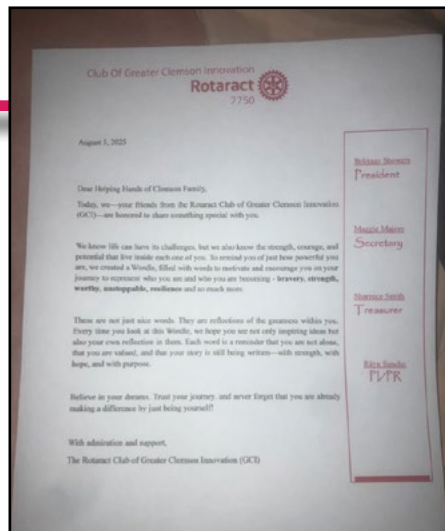 Club Of Greater Clemson Innovation
Rotaract
7750
August 5, 2025
Dear Helping Hands of Clemson Family,
Today, we—your friends from the Rotaract Club of Greater Clemson Innovation
(GCI)—are honored to share something special with you.
We know life can have its challenges, but we also know the strength, courage, and
potential that live inside each one of you. To remind you of just how powerful you
are, we created a Wordle, filled with words to motivate and encourage you on your
journey to represent who you are and who you are becoming - bravery, strength,
worthy, unstoppable, resilience and so much more.
These are not just nice words. They are reflections of the greatness within you.
Every time you look at this Wordle, we hope you see not only inspiring ideas but
also your own reflection in them. Each word is a reminder that you are not alone,
that you are valued, and that your story is still being written—with strength, with
hope, and with purpose.
Believe in your dreams. Trust your journey, and never forget that you are already
making a difference by just being yourself!
With admiration and support,
The Rotaract Club of Greater Clemson Innovation (GCI)
President
Secretary
Smith
Treasurer